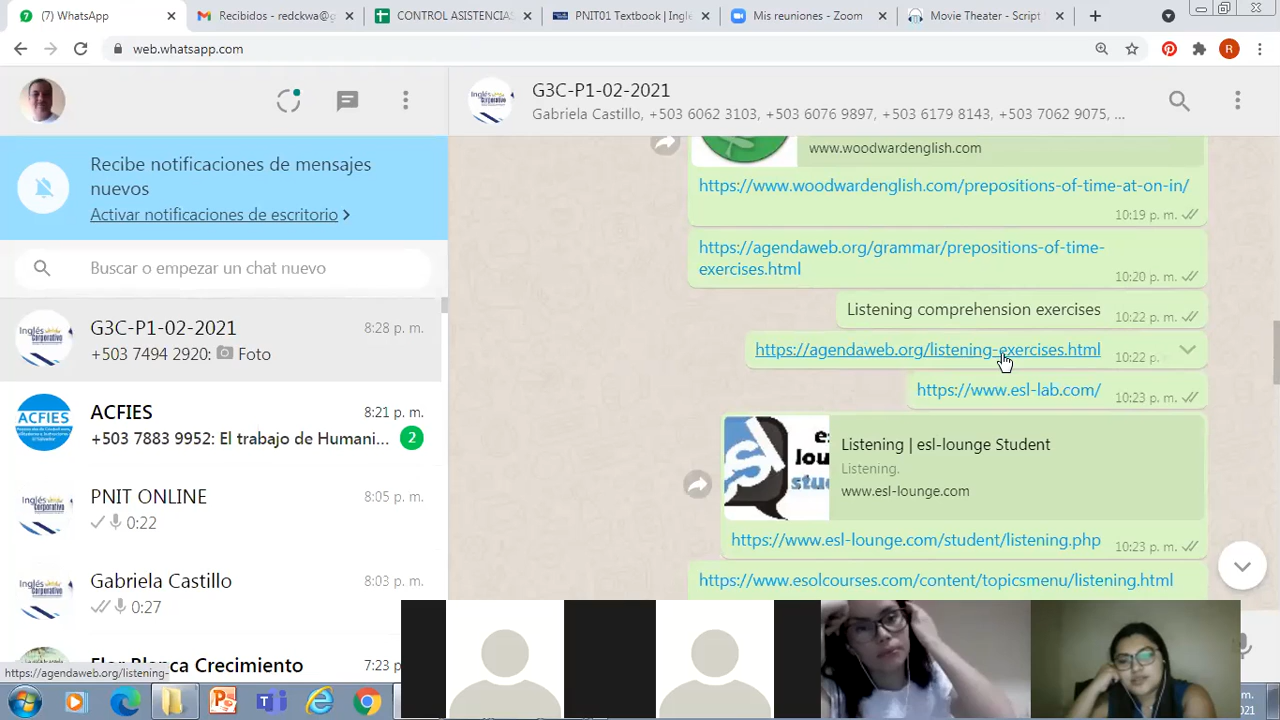 (7) WhatsApp
Recibidos - redckwa@g
CONTROL ASISTENCIAS
PNIT01 Textbook | Ingl
Mis reuniones - Zoom
Movie Theater - Script
web.whatsapp.com
R
G3C-P1-02-2021
Gabriela Castillo, +503 6062 3103, +503 6076 9897, +503 6179 8143, +503 7062 9075, ...
Recibe notificaciones de mensajes
nuevos
Activar notificaciones de escritorio
Buscar o empezar un chat nuevo
G3C-P1-02-2021
8:28 p. m.
+503 7494 2920: Foto
ACFIES
8:21 p. m.
+503 7883 9952: El trabajo de Humani...
2
PNIT ONLINE
8:05 p. m.
0:22
Gabriela Castillo
8:03 p. m.
0:27
Flor Blanca Crecimiento
7:23 p
https://agendaweb.org/listening-
www.woodwardenglish.com
https://www.woodwardenglish.com/prepositions-of-time-at-on-in/
10:19 p. m.
https://agendaweb.org/grammar/prepositions-of-time-
exercises.html
10:20 p. m.
Listening comprehension exercises
10:22 p. m.
https://agendaweb.org/listening-exercises.html
10:22 p.
https://www.esl-lab.com/
10:23 p. m.
es
lou
stude
Listening | esl-lounge Student
Listening.
www.esl-lounge.com
https://www.esl-lounge.com/student/listening.php
10:23 p. m.
https://www.esolcourses.com/content/topicsmenu/listening.html
m.
2021